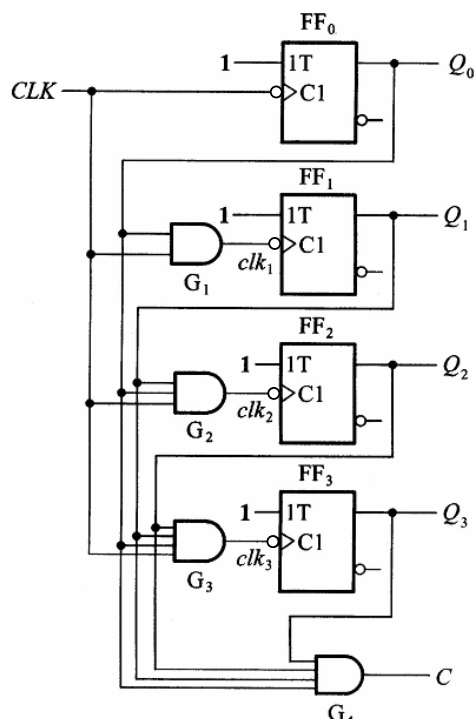 FF₀
1 1T Q₀
CLK C1
FF₁
1 1T Q₁
clk₁ C1
G₁
FF₂
1 1T Q₂
clk₂ C1
G₂
FF₃
1 1T Q₃
clk₃ C1
G₃
C